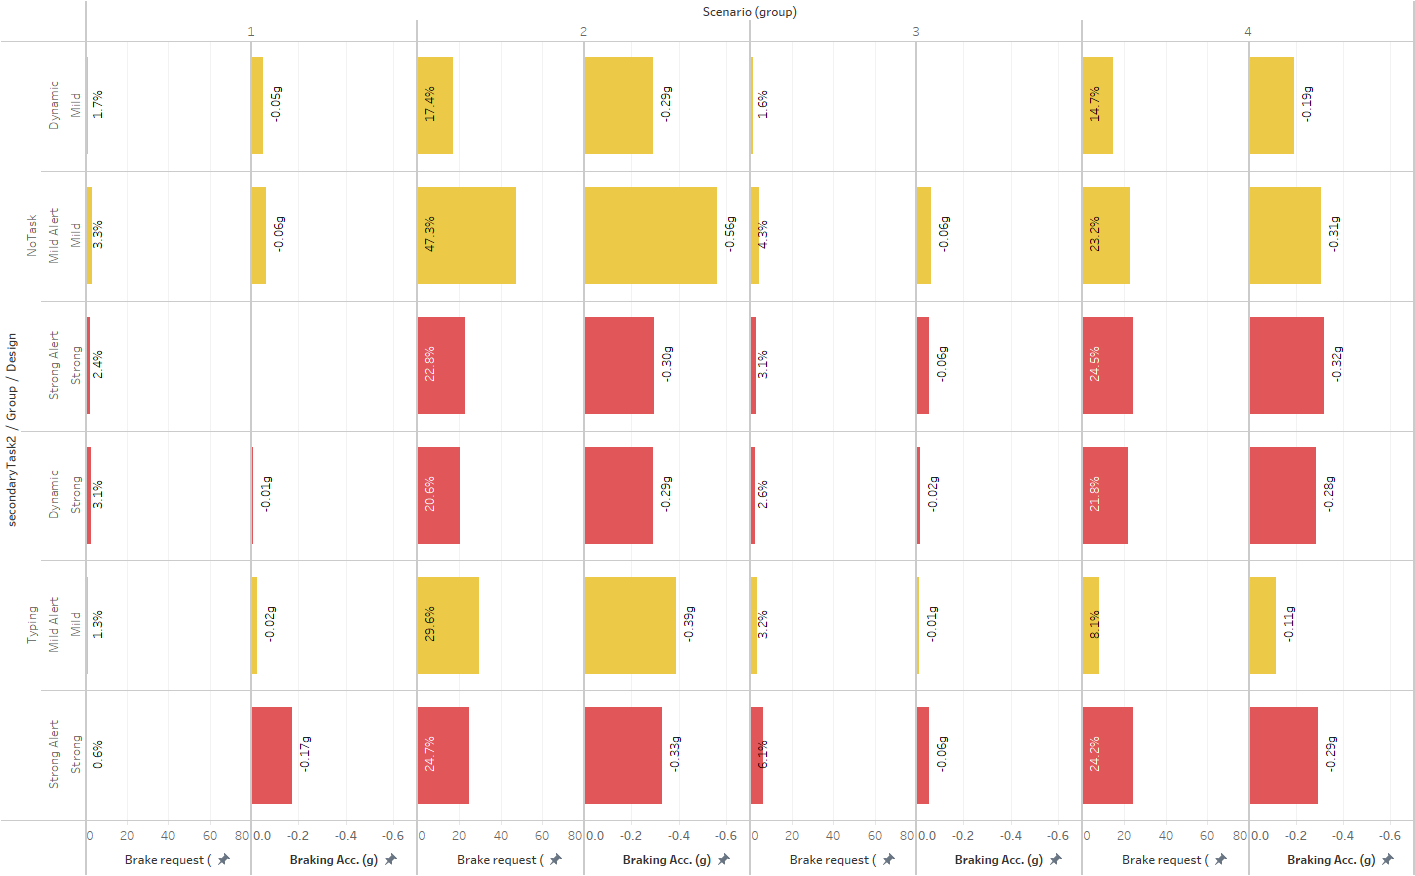 Scenario (group)
1 2 3 4
secondaryTask2 / Group / Design
NoTask
Dynamic
Mild
1.7% -0.05g 17.4% -0.29g 1.6% 14.7% -0.19g
Mild Alert
Mild
3.3% -0.06g 47.3% -0.56g 4.3% -0.06g 23.2% -0.31g
Strong Alert
Strong
2.4% 22.8% -0.30g 3.1% -0.06g 24.5% -0.32g
Typing
Dynamic
Strong
3.1% -0.01g 20.6% -0.29g 2.6% -0.02g 21.8% -0.28g
Mild Alert
Mild
1.3% -0.02g 29.6% -0.39g 3.2% -0.01g 8.1% -0.11g
Strong Alert
Strong
0.6% -0.17g 24.7% -0.33g 6.1% -0.06g 24.2% -0.29g
0 20 40 60 80 0.0 -0.2 -0.4 -0.6 0 20 40 60 80 0.0 -0.2 -0.4 -0.6 0 20 40 60 80 0.0 -0.2 -0.4 -0.6 0 20 40 60 80 0.0 -0.2 -0.4 -0.6
Brake request ( Braking Acc. (g) Brake request ( Braking Acc. (g) Brake request ( Braking Acc. (g) Brake request ( Braking Acc. (g)